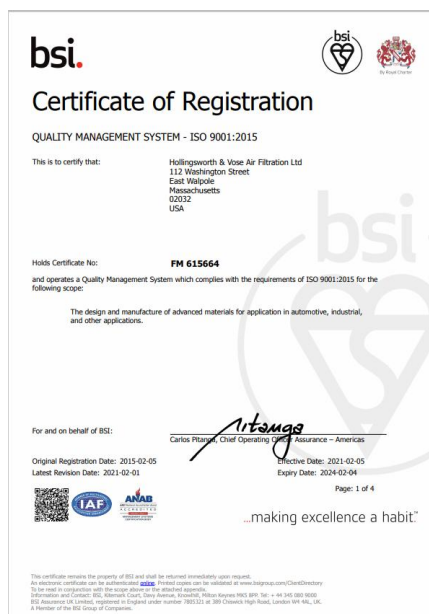 bsi.
bsi
By Royal Charter
Certificate of Registration
QUALITY MANAGEMENT SYSTEM - ISO 9001:2015
This is to certify that:
Hollingsworth & Vose Air Filtration Ltd
112 Washington Street
East Walpole
Massachusetts
02032
USA
bsi
Holds Certificate No:
FM 615664
and operates a Quality Management System which complies with the requirements of ISO 9001:2015 for the
following scope:
The design and manufacture of advanced materials for application in automotive, industrial,
and other applications.
For and on behalf of BSI:
Carlos Pitanga, Chief Operating Officer Assurance – Americas
Original Registration Date: 2015-02-05
Effective Date: 2021-02-05
Latest Revision Date: 2021-02-01
Expiry Date: 2024-02-04
Page: 1 of 4
IAF
ANAB
ACCREDITED
...making excellence a habit.™
This certificate remains the property of BSI and shall be returned immediately upon request.
An electronic certificate can be authenticated online. Printed copies can be validated at www.bsigroup.com/ClientDirectory
To be read in conjunction with the scope above or the attached appendix.
Information and Contact: BSI, Kitemark Court, Davy Avenue, Knowlhill, Milton Keynes MK5 8PP. Tel: + 44 345 080 9000
BSI Assurance UK Limited, registered in England under number 7805321 at 389 Chiswick High Road, London W4 4AL, UK.
A Member of the BSI Group of Companies.